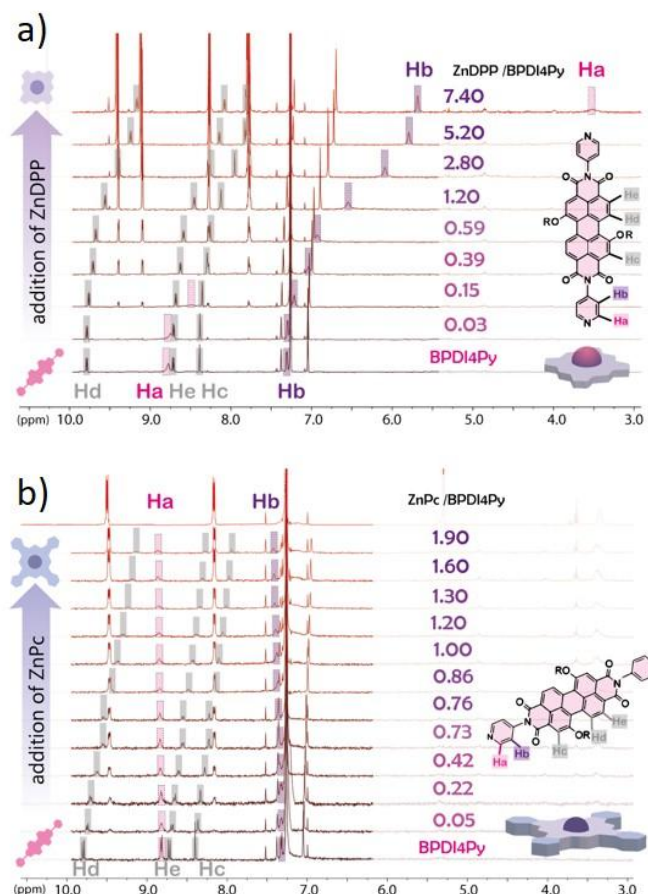 a)
Hb ZnDPP /BPDI4Py Ha
7.40
5.20
2.80
1.20
0.59
0.39
0.15
0.03
BPDI4Py
addition of ZnDPP
N
O N O
He
RO Hd
OR
Hc
O N O
Hb
N Ha
Hd Ha He Hc Hb
(ppm) 10.0 9.0 8.0 7.0 6.0 5.0 4.0 3.0
b)
Ha Hb ZnPc /BPDI4Py
1.90
1.60
1.30
1.20
1.00
0.86
0.76
0.73
0.42
0.22
0.05
BPDI4Py
addition of ZnPc
RO O
N
O
O
He
N Hd
N OR
O Hc
Hb
Ha
Hd He Hc
(ppm) 10.0 9.0 8.0 7.0 6.0 5.0 4.0 3.0